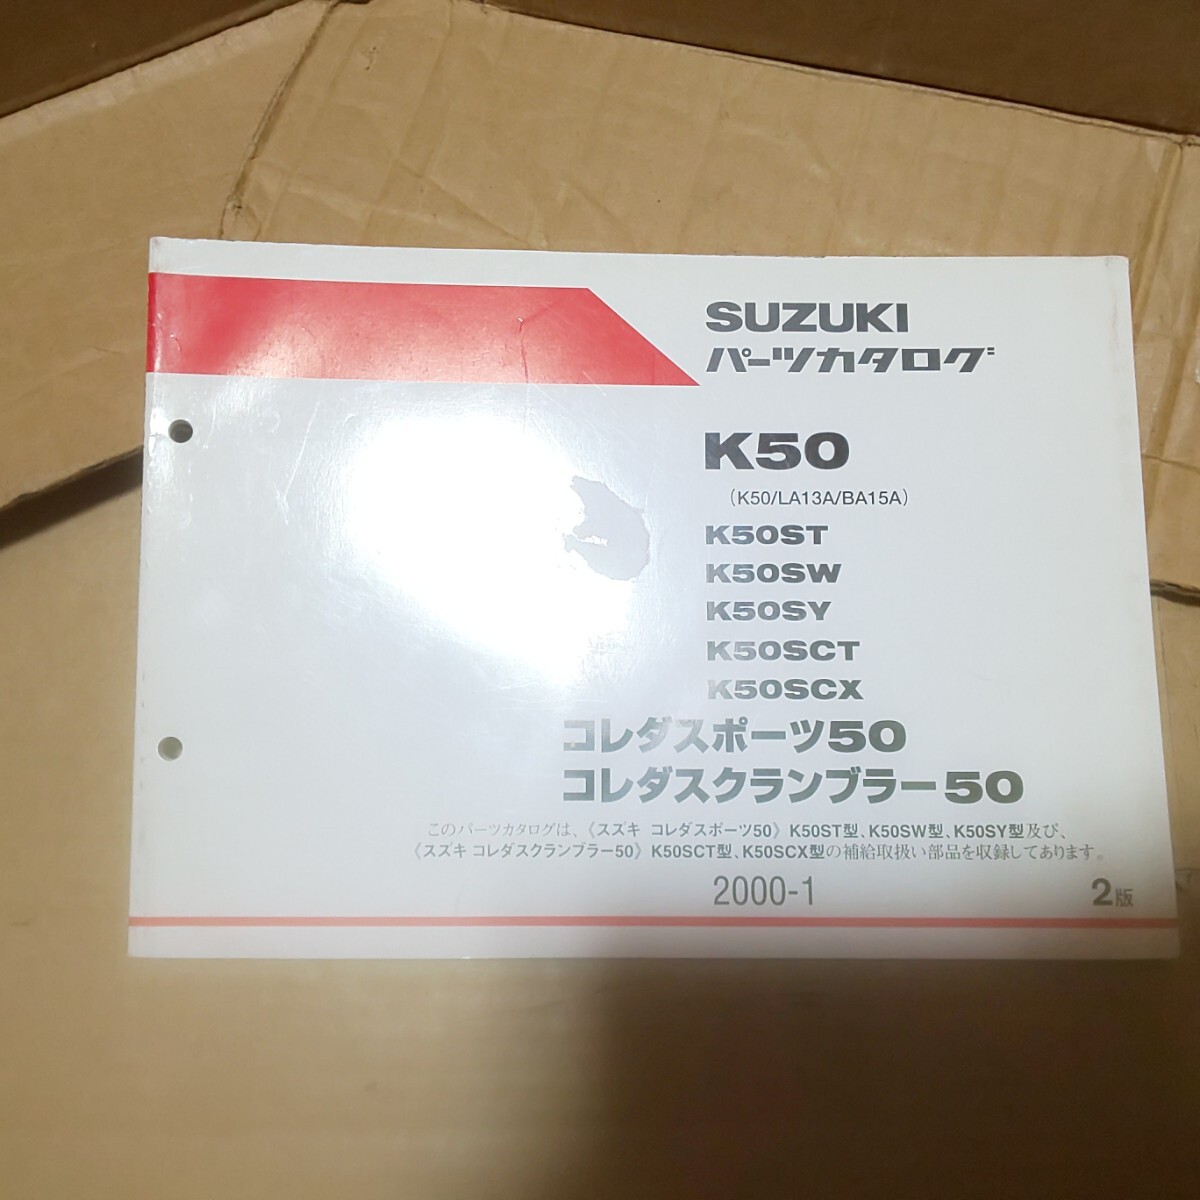 SUZUKI
パーツカタログ
K50
(K50/LA13A/BA15A)
K50ST
K50SW
K50SY
K50SCT
K50SCX
コレダスポーツ50
コレダスクランブラー50
このパーツカタログは、《スズキ コレダスポーツ50》K50ST型、K50SW型、K50SY型及び、
《スズキ コレダスクランブラー50》K50SCT型、K50SCX型の補給取扱い部品を収録してあります。
2000-1 2版